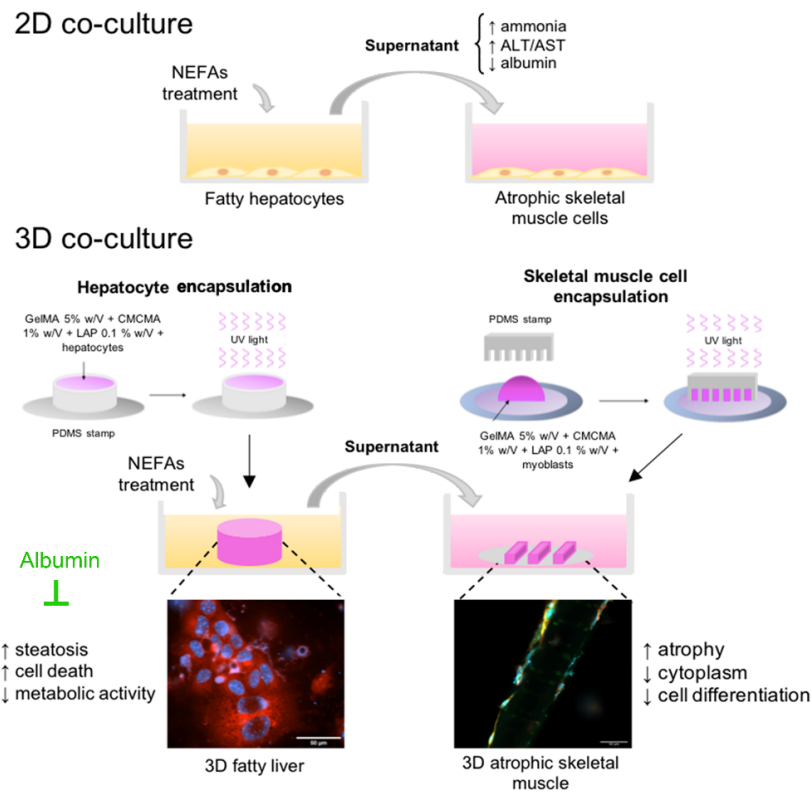 2D co-culture
Supernatant
↑ ammonia
↑ ALT/AST
↓ albumin
NEFAs
treatment
Fatty hepatocytes
Atrophic skeletal
muscle cells
3D co-culture
Hepatocyte encapsulation
GelMA 5% w/V + CMCMA
1% w/V + LAP 0.1 % w/V +
hepatocytes
UV light
PDMS stamp
Skeletal muscle cell
encapsulation
PDMS stamp
UV light
GelMA 5% w/V + CMCMA
1% w/V + LAP 0.1 % w/V +
myoblasts
NEFAs
treatment
Supernatant
Albumin
↑ steatosis
↑ cell death
↓ metabolic activity
50 µm
↑ atrophy
↓ cytoplasm
↓ cell differentiation
3D fatty liver
3D atrophic skeletal
muscle